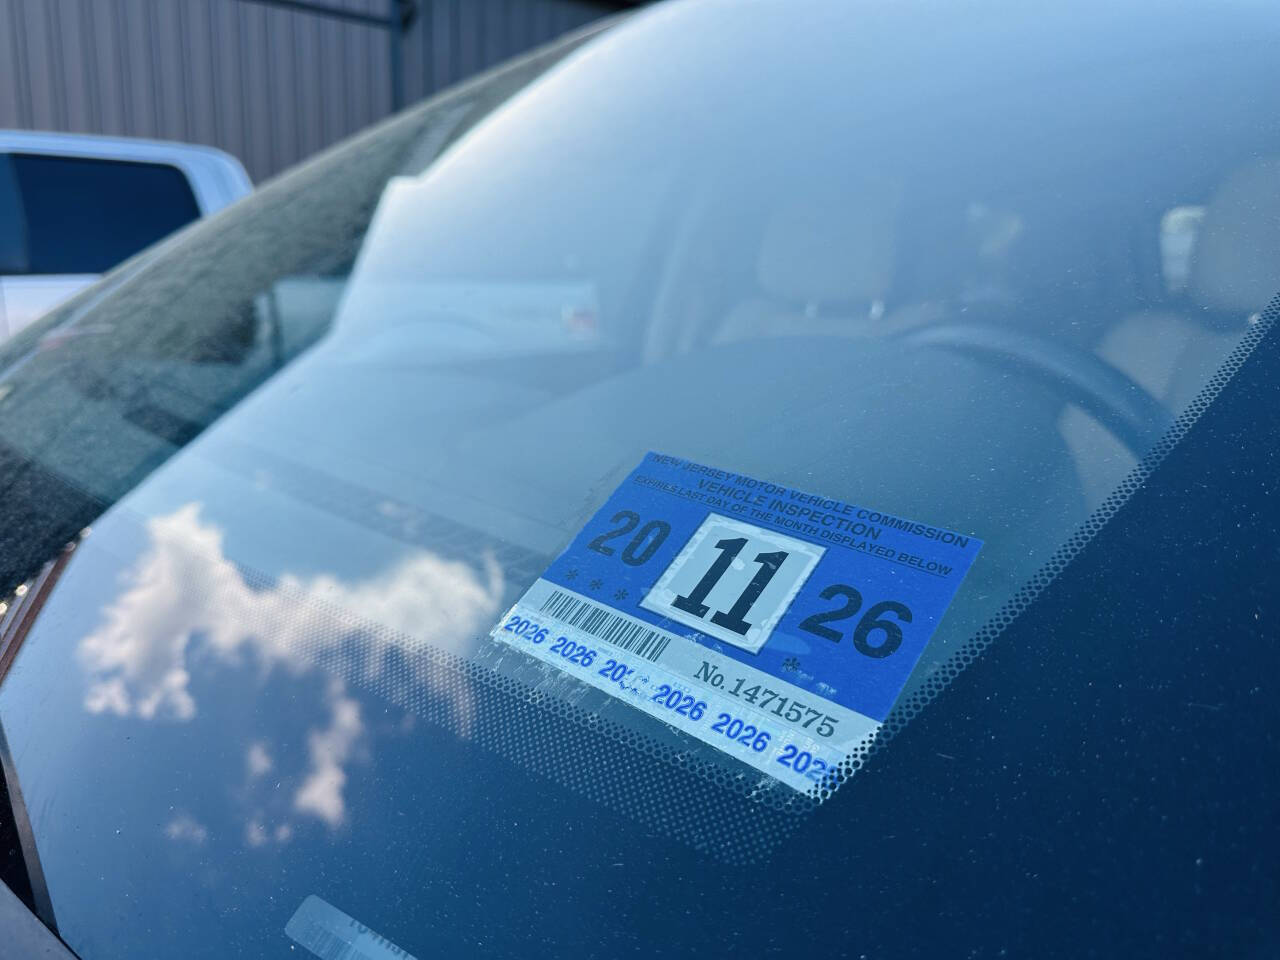 NEW JERSEY MOTOR VEHICLE COMMISSION
VEHICLE INSPECTION
EXPIRES LAST DAY OF THE MONTH DISPLAYED BELOW
20 11 26
* * * *
No. 1471575
2026 2026 2026 2026 2026 202